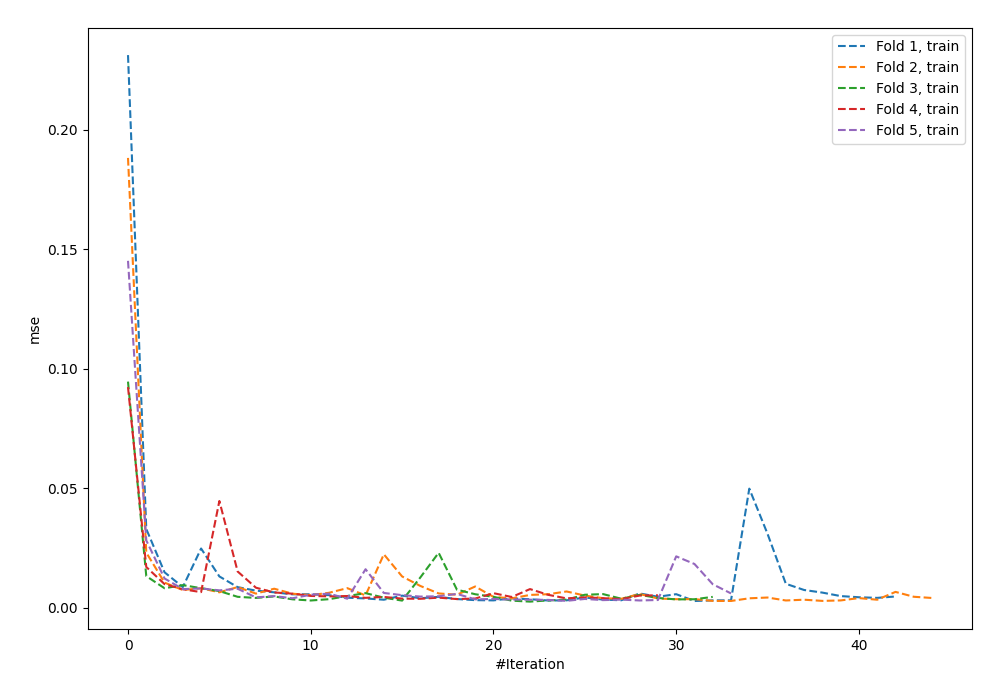 Fold 1, train
Fold 2, train
Fold 3, train
Fold 4, train
Fold 5, train
0.20
0.15
0.10
0.05
0.00
mse
0 10 20 30 40
#Iteration